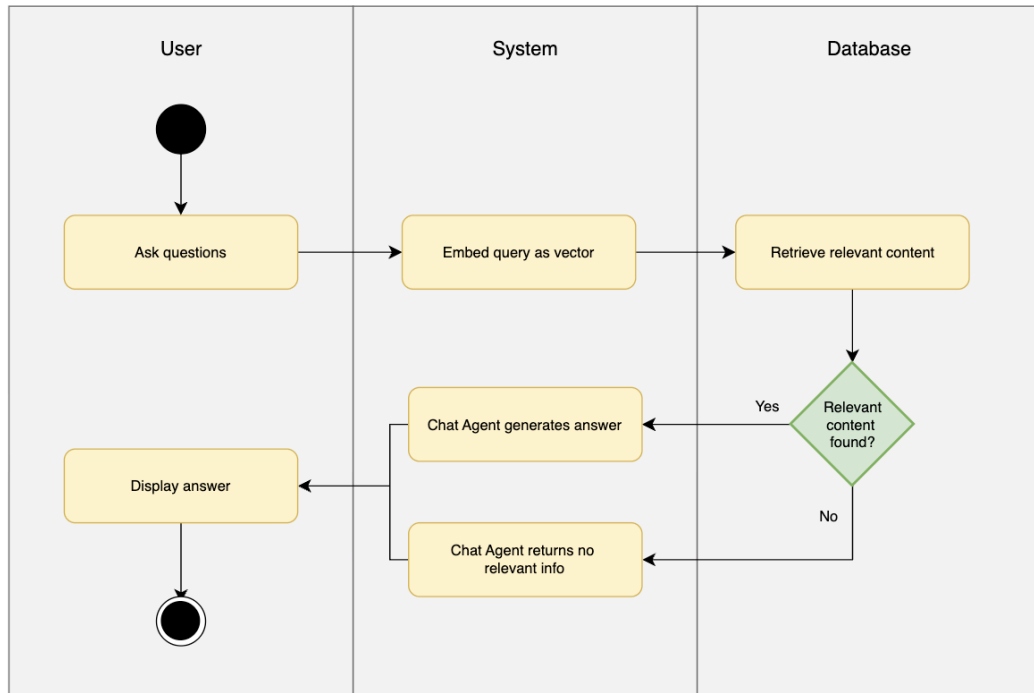 User
System
Database
Ask questions
Embed query as vector
Retrieve relevant content
Relevant
content
found?
Yes
Chat Agent generates answer
Display answer
No
Chat Agent returns no
relevant info